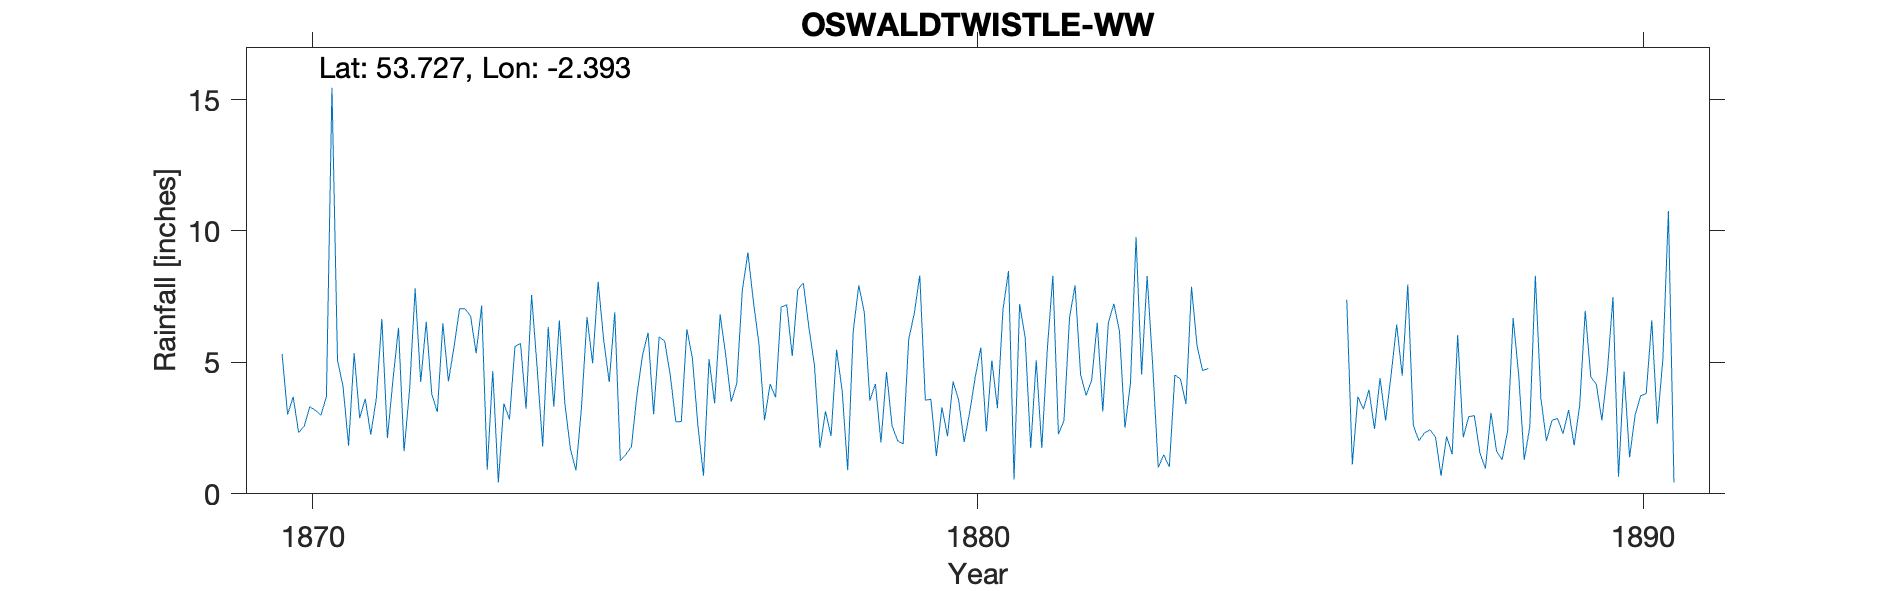 OSWALDTWISTLE-WW
Lat: 53.727, Lon: -2.393
Rainfall [inches]
15
10
5
0
1870 1880 1890
Year